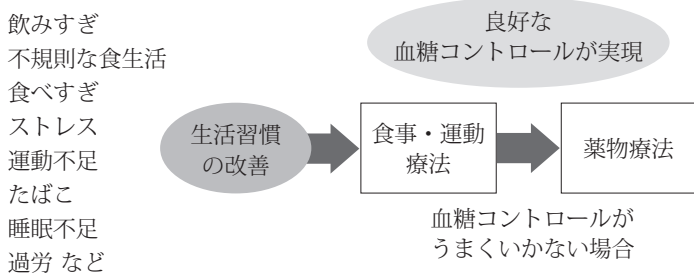 飲みすぎ
不規則な食生活
食べすぎ
ストレス
運動不足
たばこ
睡眠不足
過労 など
良好な
血糖コントロールが実現
生活習慣
の改善
食事・運動
療法
薬物療法
血糖コントロールが
うまくいかない場合